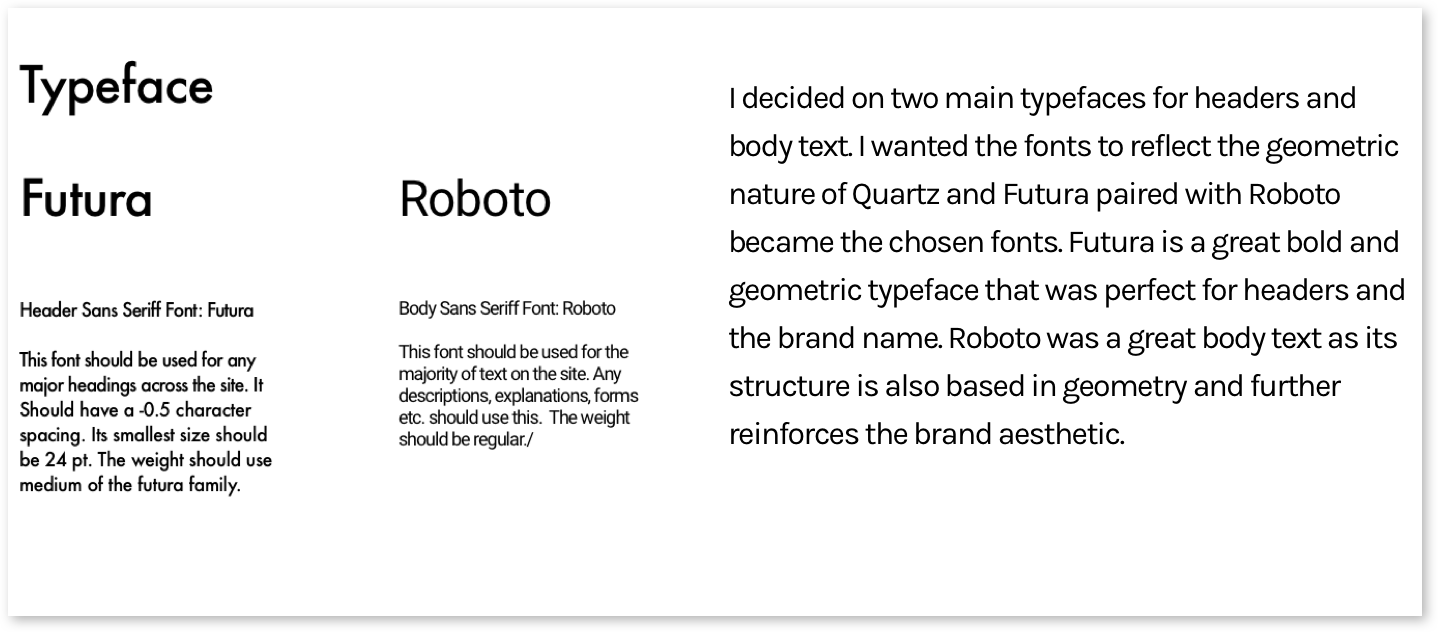 Typeface
Futura
Header Sans Seriff Font: Futura
This font should be used for any
major headings across the site. It
Should have a -0.5 character
spacing. Its smallest size should
be 24 pt. The weight should use
medium of the futura family.
Roboto
Body Sans Seriff Font: Roboto
This font should be used for the
majority of text on the site. Any
descriptions, explanations, forms
etc. should use this.  The weight
should be regular./
I decided on two main typefaces for headers and
body text. I wanted the fonts to reflect the geometric
nature of Quartz and Futura paired with Roboto
became the chosen fonts. Futura is a great bold and
geometric typeface that was perfect for headers and
the brand name. Roboto was a great body text as its
structure is also based in geometry and further
reinforces the brand aesthetic.